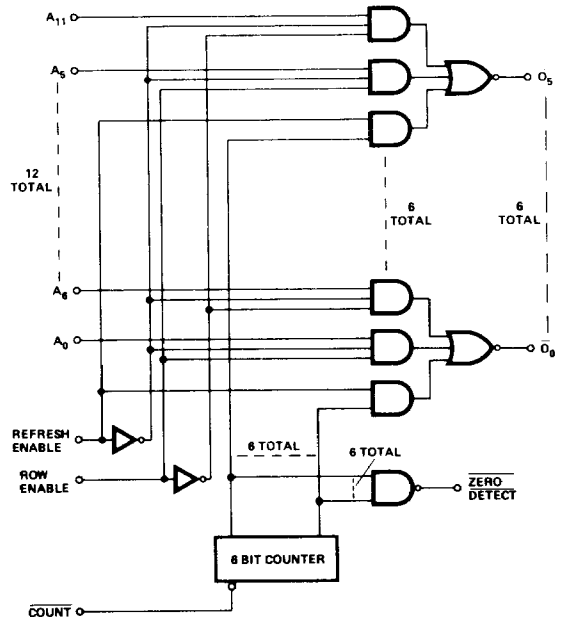 A11
A5
12
TOTAL
6
TOTAL
6
TOTAL
O5
A6
A0
O̅0
REFRESH
ENABLE
ROW
ENABLE
6 TOTAL
6 TOTAL
ZERO
DETECT
6 BIT COUNTER
COUNT